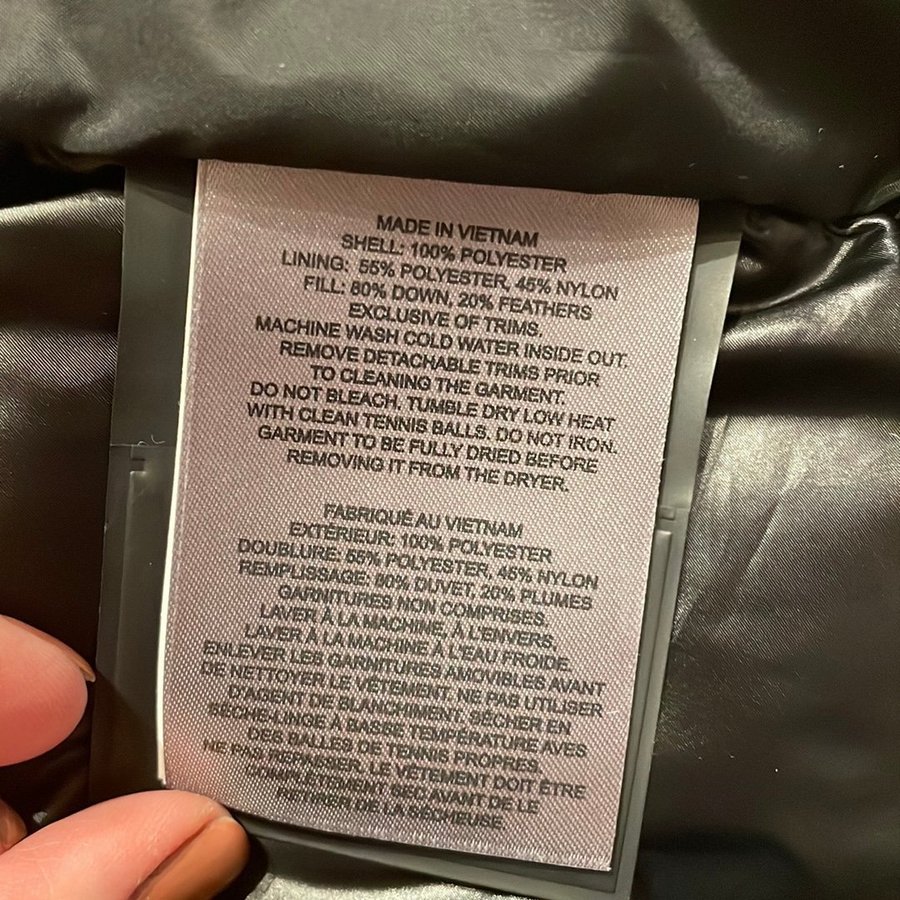 MADE IN VIETNAM
SHELL: 100% POLYESTER
LINING: 55% POLYESTER, 45% NYLON
FILL: 80% DOWN, 20% FEATHERS
EXCLUSIVE OF TRIMS.
MACHINE WASH COLD WATER INSIDE OUT.
REMOVE DETACHABLE TRIMS PRIOR
TO CLEANING THE GARMENT.
DO NOT BLEACH. TUMBLE DRY LOW HEAT
WITH CLEAN TENNIS BALLS. DO NOT IRON.
GARMENT TO BE FULLY DRIED BEFORE
REMOVING IT FROM THE DRYER.
FABRIQUÉ AU VIETNAM
EXTÉRIEUR: 100% POLYESTER
DOUBLURE: 55% POLYESTER, 45% NYLON
REMPLISSAGE: 80% DUVET, 20% PLUMES
GARNITURES NON COMPRISES.
LAVER À LA MACHINE, À L'ENVERS.
LAVER À LA MACHINE À L'EAU FROIDE.
ENLEVER LES GARNITURES AMOVIBLES AVANT
DE NETTOYER LE VÊTEMENT. NE PAS UTILISER
D'AGENT DE BLANCHIMENT. SÉCHER EN
SÈCHE-LINGE À BASSE TEMPÉRATURE AVES
DES BALLES DE TENNIS PROPRES.
NE PAS REPASSER. LE VÊTEMENT DOIT ÊTRE
COMPLÈTEMENT SEC AVANT DE LE
RETIRER DE LA SÉCHEUSE.